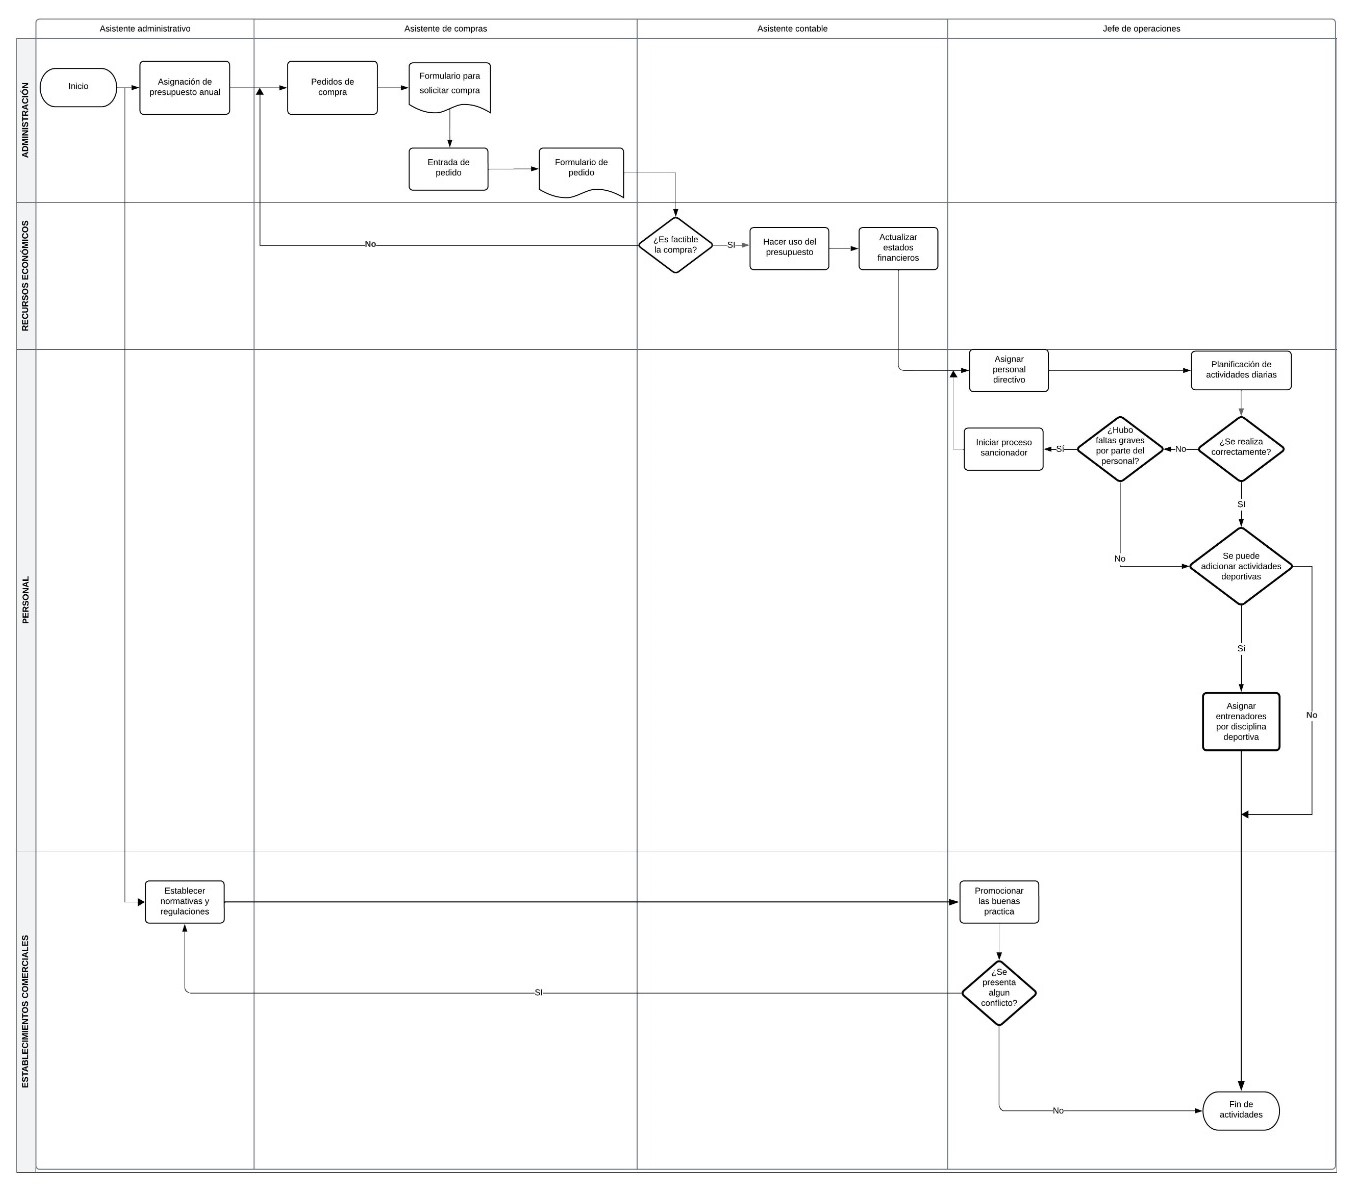 Asistente administrativo
Asistente de compras
Asistente contable
Jefe de operaciones
ADMINISTRACIÓN
Inicio
Asignación de
presupuesto anual
Pedidos de
compra
Formulario para
solicitar compra
Entrada de
pedido
Formulario de
pedido
RECURSOS ECONÓMICOS
No
¿Es factible
la compra?
SI
Hacer uso del
presupuesto
Actualizar
estados
financieros
PERSONAL
Asignar
personal
directivo
Planificación de
actividades diarias
Iniciar proceso
sancionador
Sí
¿Hubo
faltas graves
por parte del
personal?
No
¿Se realiza
correctamente?
SI
No
Se puede
adicionar actividades
deportivas
Si
Asignar
entrenadores
por disciplina
deportiva
No
ESTABLECIMIENTOS COMERCIALES
Establecer
normativas y
regulaciones
Promocionar
las buenas
practica
SI
¿Se
presenta
algun
conflicto?
No
Fin de
actividades